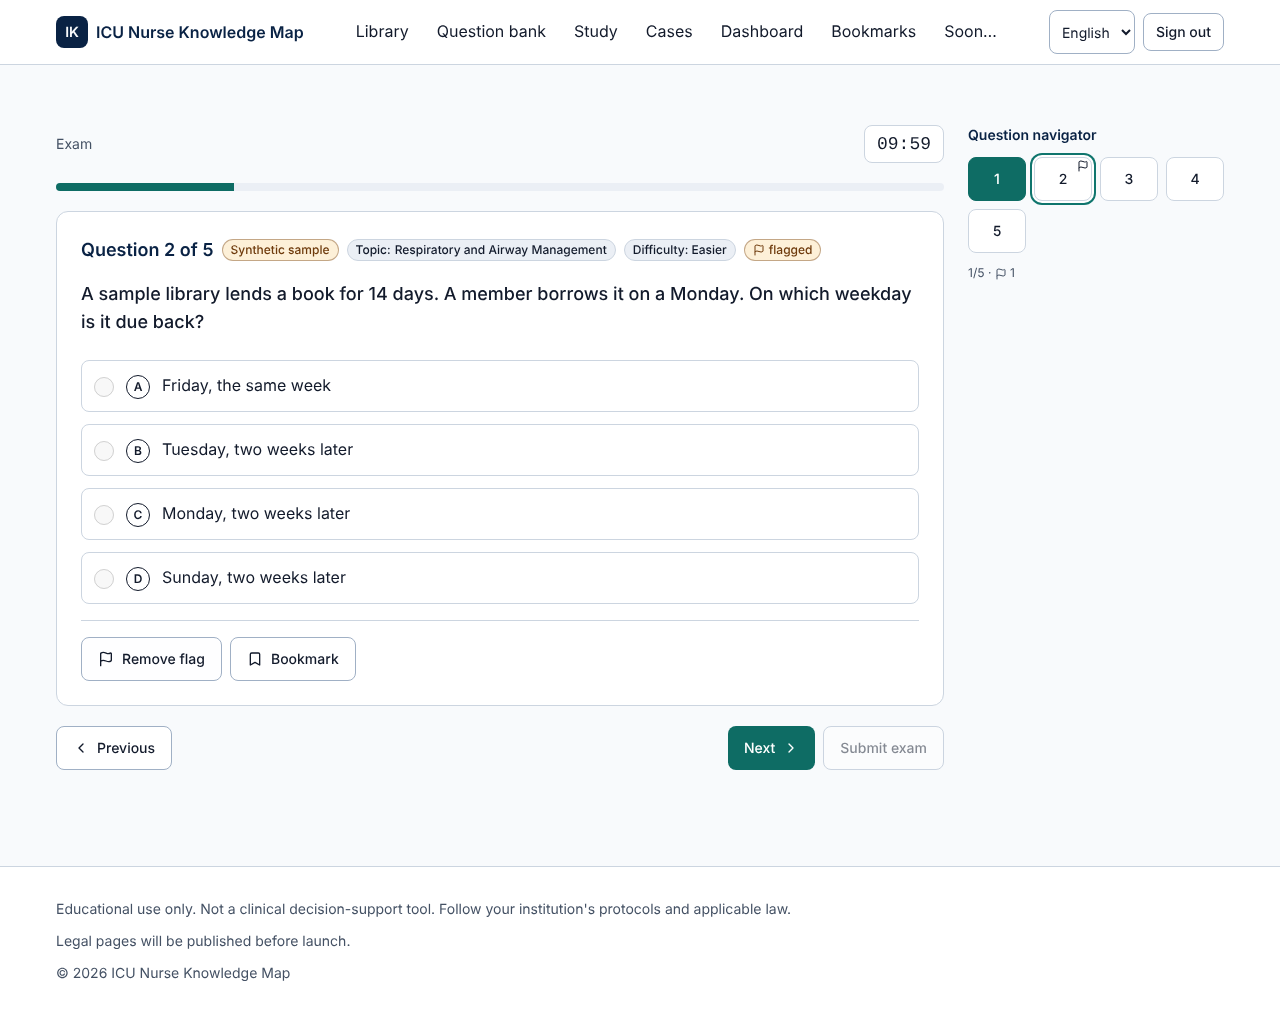 IK ICU Nurse Knowledge Map Library Question bank Study Cases Dashboard Bookmarks Soon... English Sign out
Exam 09:59
Question 2 of 5 Synthetic sample Topic: Respiratory and Airway Management Difficulty: Easier flagged
A sample library lends a book for 14 days. A member borrows it on a Monday. On which weekday
is it due back?
A Friday, the same week
B Tuesday, two weeks later
C Monday, two weeks later
D Sunday, two weeks later
Remove flag Bookmark
Previous Next Submit exam
Question navigator
1 2 3 4
5
1/5 · 1
Educational use only. Not a clinical decision-support tool. Follow your institution's protocols and applicable law.
Legal pages will be published before launch.
© 2026 ICU Nurse Knowledge Map